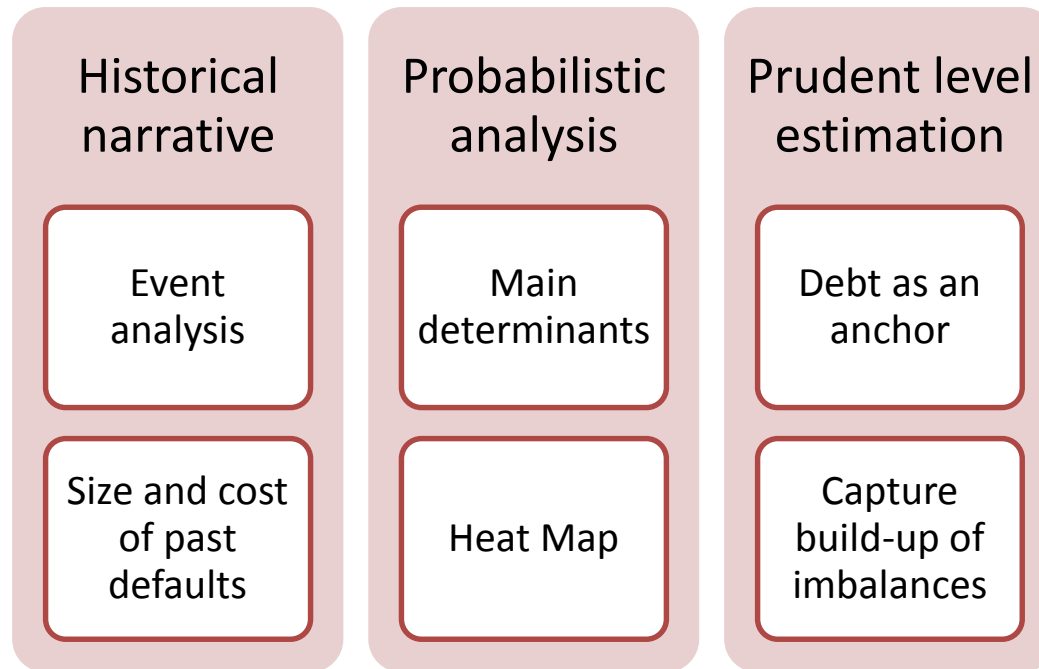 Historical
narrative
Event
analysis
Size and cost
of past
defaults
Probabilistic
analysis
Main
determinants
Heat Map
Prudent level
estimation
Debt as an
anchor
Capture
build-up of
imbalances